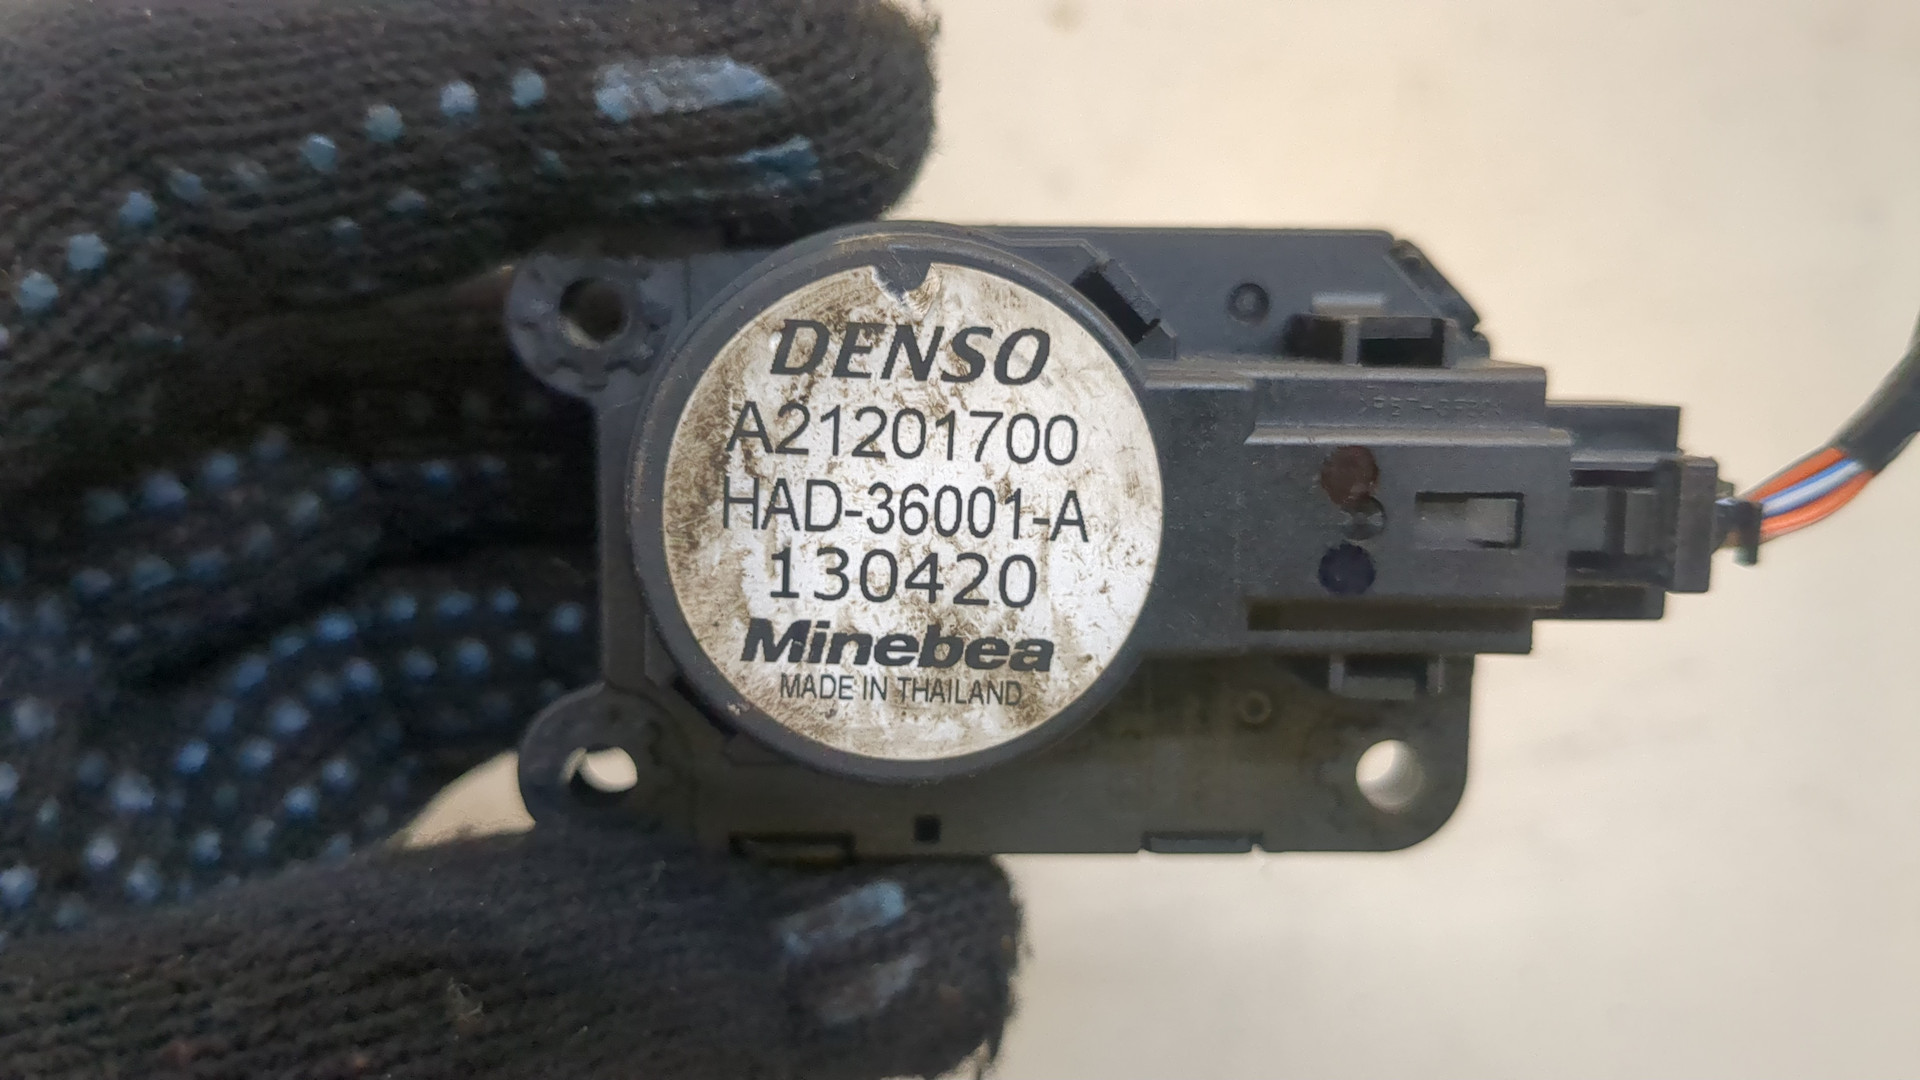 DENSO
A21201700
HAD-36001-A
130420
Minebea
MADE IN THAILAND